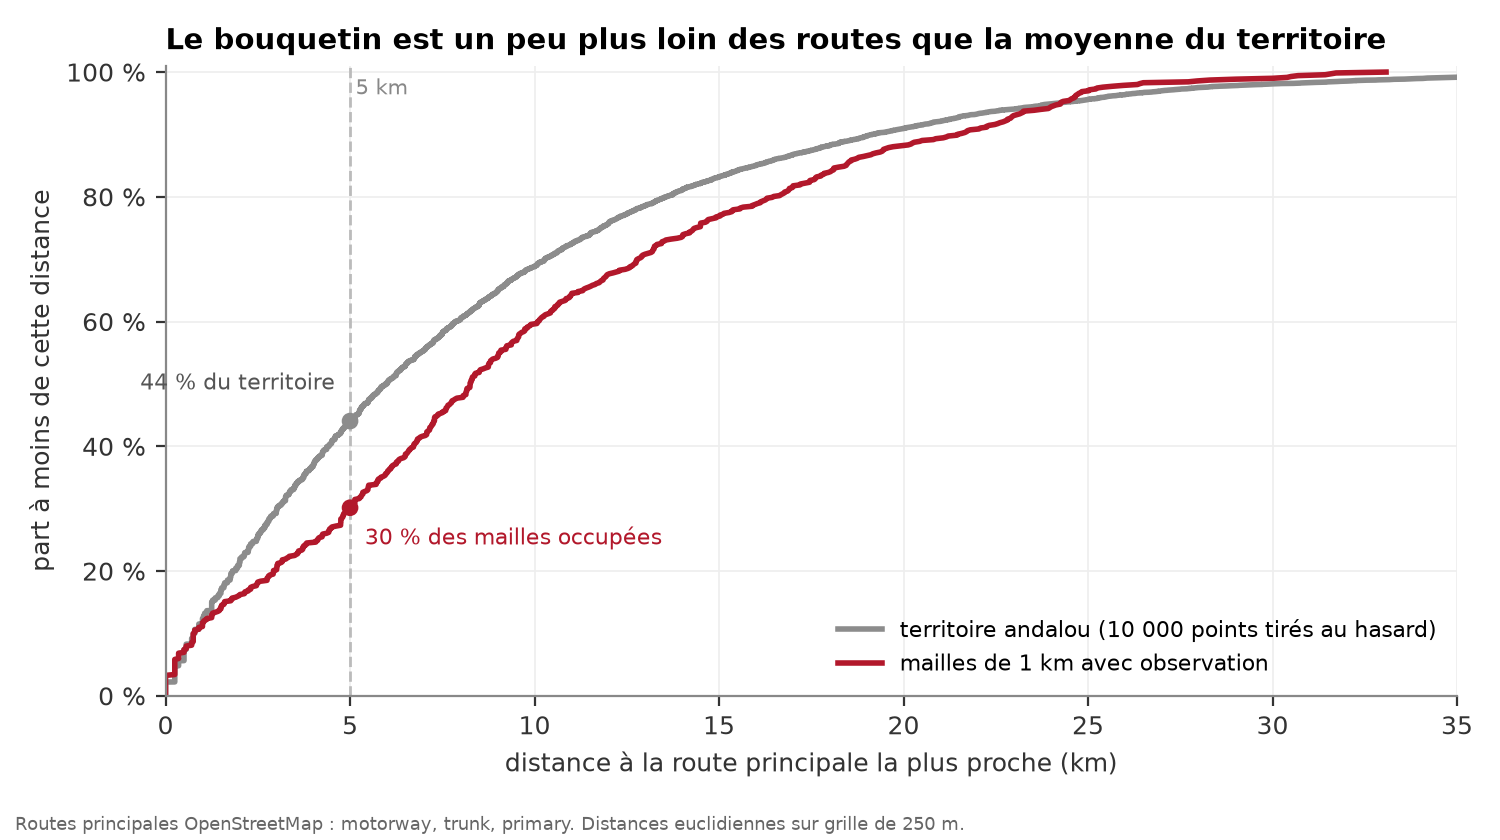 Le bouquetin est un peu plus loin des routes que la moyenne du territoire
100 %
80 %
60 %
40 %
20 %
0 %
part à moins de cette distance
5 km
44 % du territoire
30 % des mailles occupées
territoire andalou (10 000 points tirés au hasard)
mailles de 1 km avec observation
0 5 10 15 20 25 30 35
distance à la route principale la plus proche (km)
Routes principales OpenStreetMap : motorway, trunk, primary. Distances euclidiennes sur grille de 250 m.